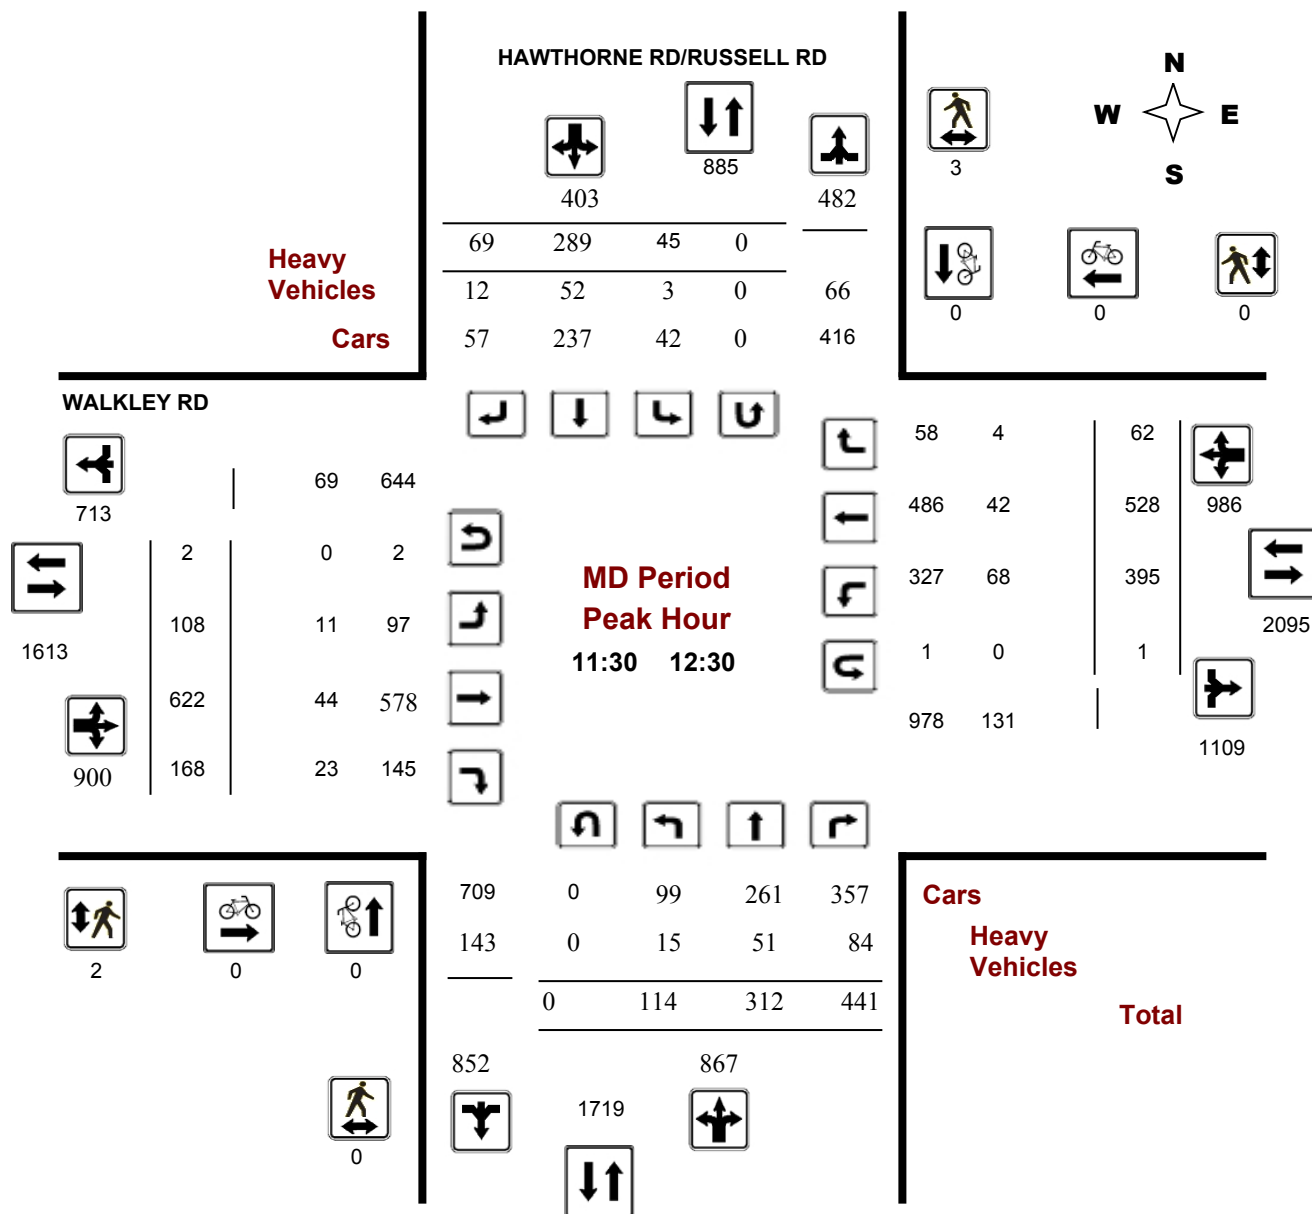 HAWTHORNE RD/RUSSELL RD
N
W E
S
885
3
403 482
69 289 45 0
Heavy
Vehicles
12 52 3 0 66
0 0 0
Cars
57 237 42 0 416
WALKLEY RD
58 4 62
69 644
713
486 42 528 986
2 0 2
MD Period
327 68 395
108 11 97
Peak Hour
2095
1613
11:30 12:30
1 0 1
622 44 578
978 131
1109
900
168 23 145
709 0 99 261 357
Cars
143 0 15 51 84
Heavy
Vehicles
2 0 0
0 114 312 441
Total
852 867
1719
0